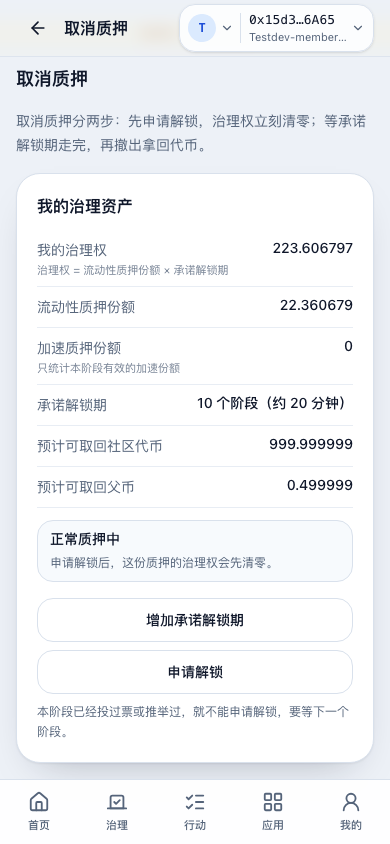 取消质押
T
0x15d3…6A65
Testdev-member...
取消质押
取消质押分两步：先申请解锁，治理权立刻清零；等承诺
解锁期走完，再撤出拿回代币。
我的治理资产
我的治理权
223.606797
治理权 = 流动性质押份额 × 承诺解锁期
流动性质押份额
22.360679
加速质押份额
0
只统计本阶段有效的加速份额
承诺解锁期
10 个阶段（约 20 分钟）
预计可取回社区代币
999.999999
预计可取回父币
0.499999
正常质押中
申请解锁后，这份质押的治理权会先清零。
增加承诺解锁期
申请解锁
本阶段已经投过票或推举过，就不能申请解锁，要等下一个
阶段。
首页
治理
行动
应用
我的